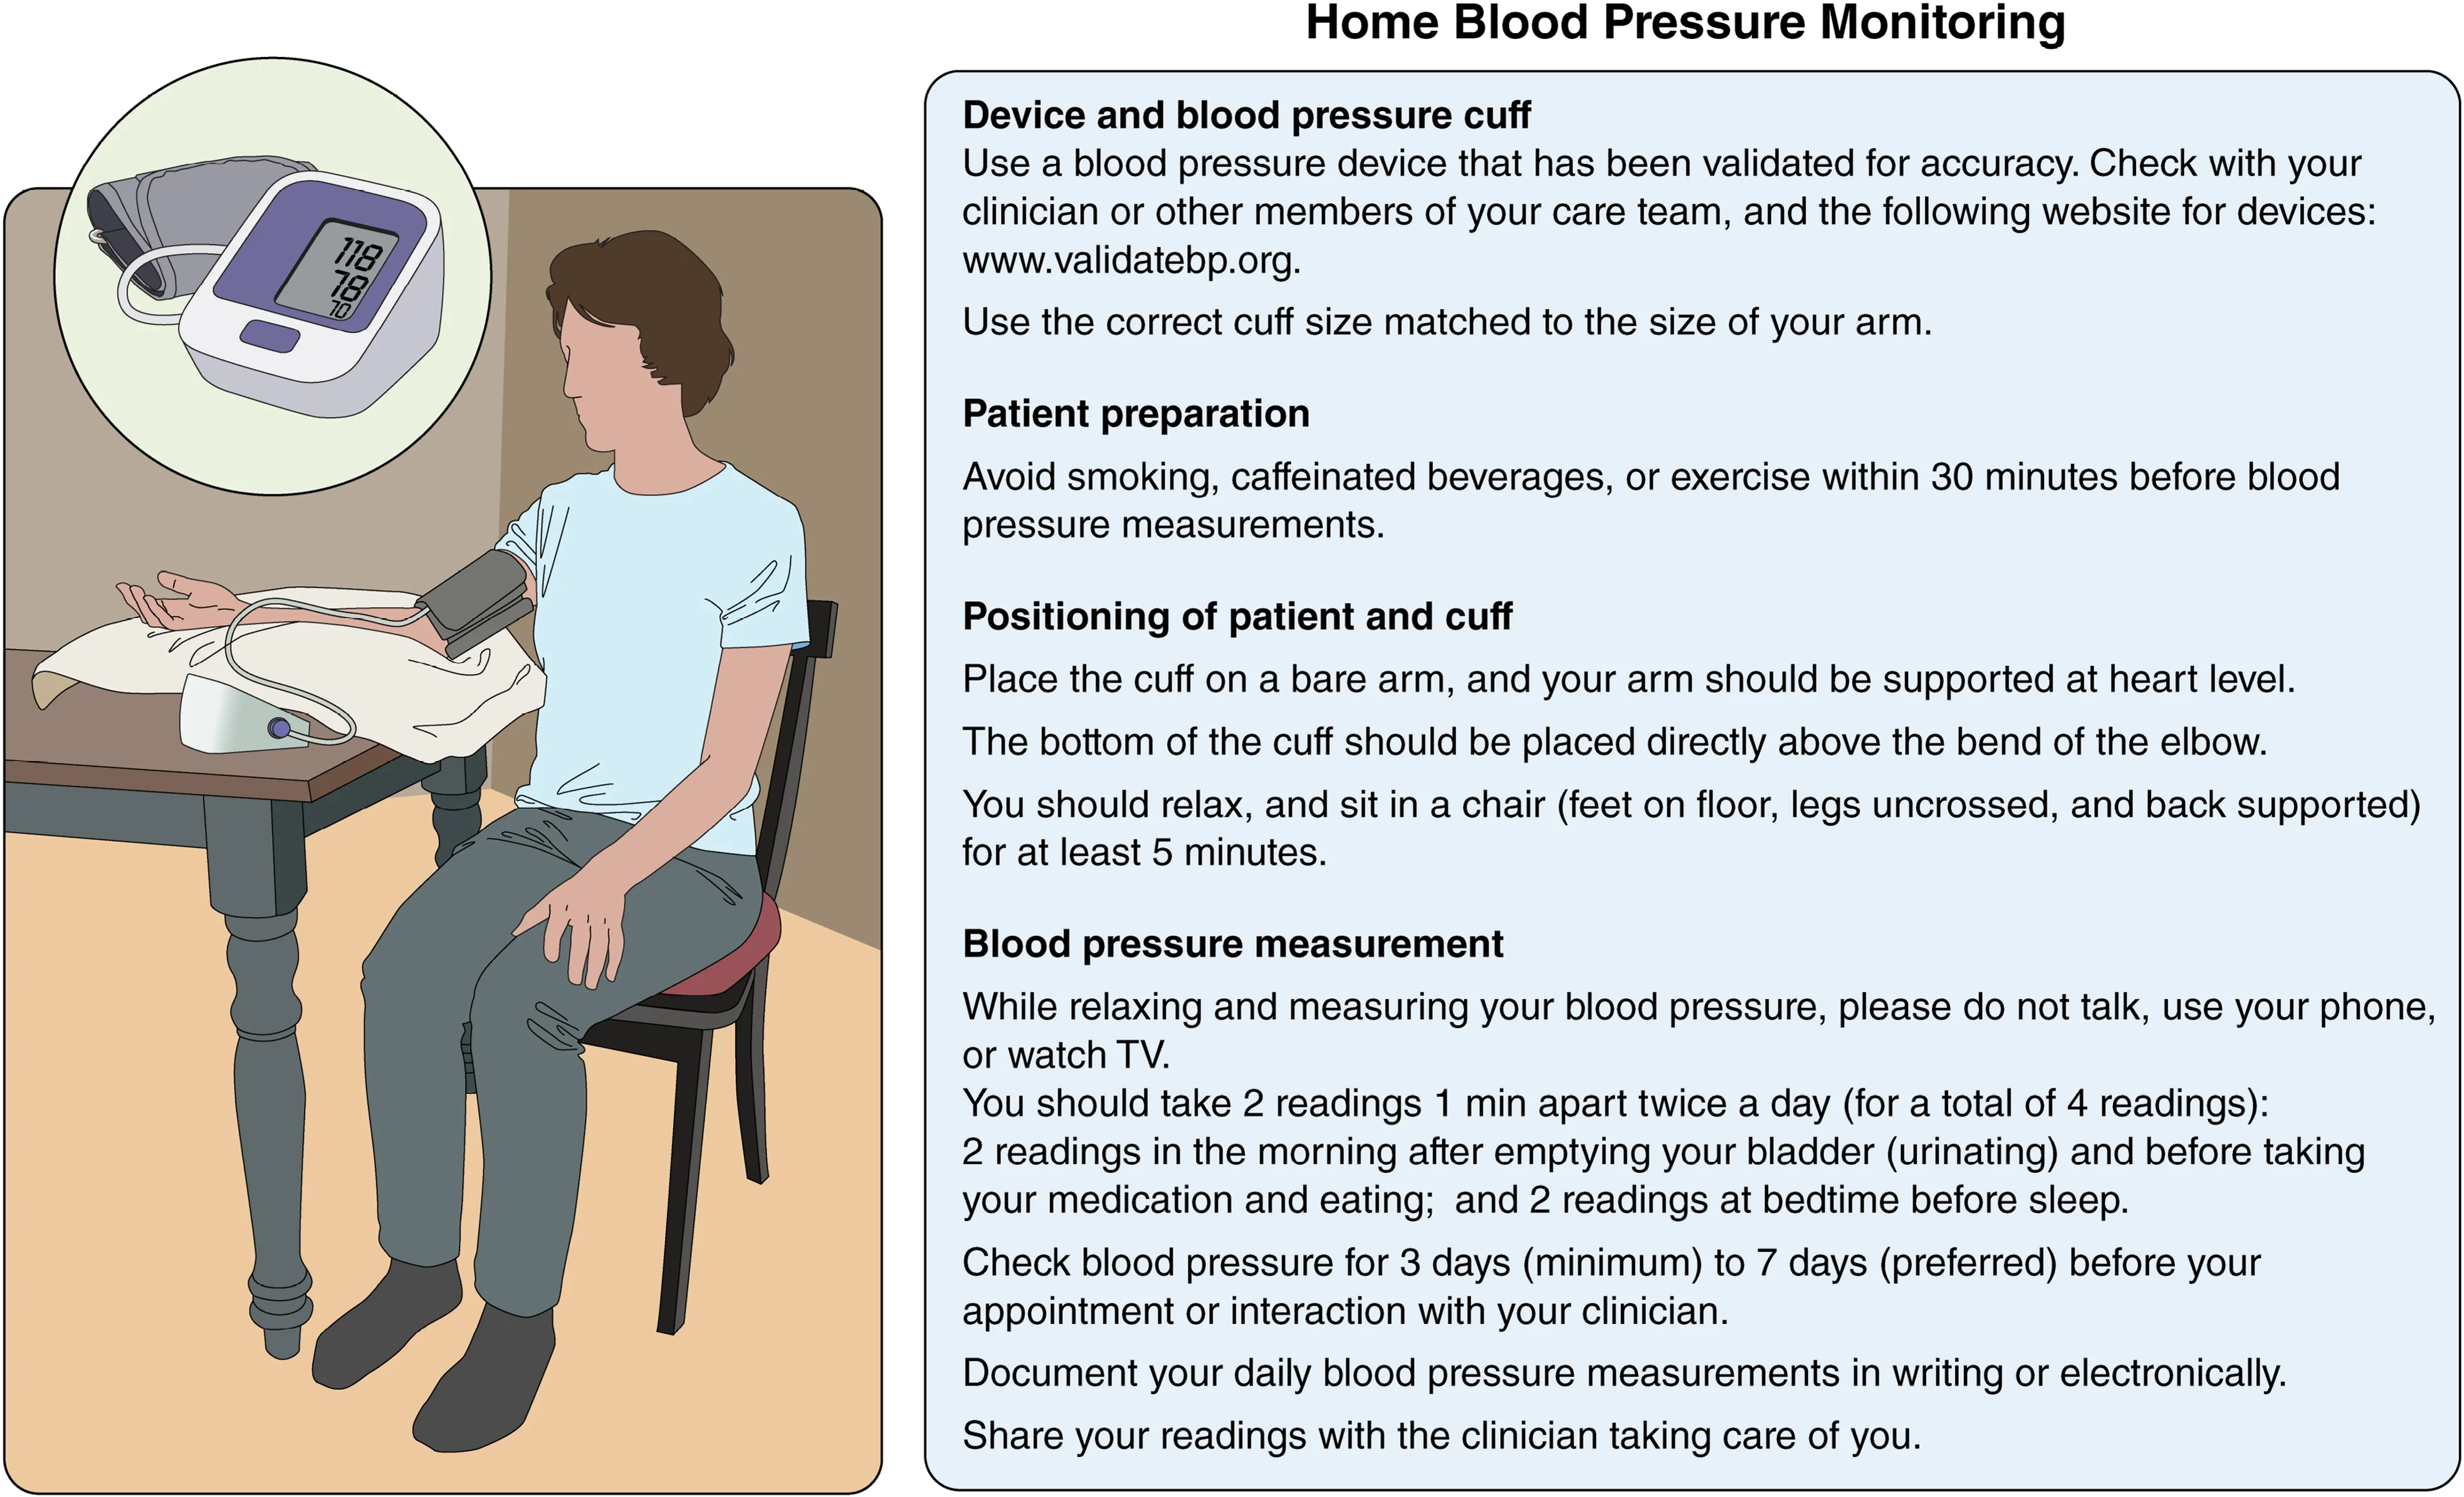 Home Blood Pressure Monitoring
118
78
70
Device and blood pressure cuff
Use a blood pressure device that has been validated for accuracy. Check with your
clinician or other members of your care team, and the following website for devices:
www.validatebp.org.
Use the correct cuff size matched to the size of your arm.
Patient preparation
Avoid smoking, caffeinated beverages, or exercise within 30 minutes before blood
pressure measurements.
Positioning of patient and cuff
Place the cuff on a bare arm, and your arm should be supported at heart level.
The bottom of the cuff should be placed directly above the bend of the elbow.
You should relax, and sit in a chair (feet on floor, legs uncrossed, and back supported)
for at least 5 minutes.
Blood pressure measurement
While relaxing and measuring your blood pressure, please do not talk, use your phone,
or watch TV.
You should take 2 readings 1 min apart twice a day (for a total of 4 readings):
2 readings in the morning after emptying your bladder (urinating) and before taking
your medication and eating;  and 2 readings at bedtime before sleep.
Check blood pressure for 3 days (minimum) to 7 days (preferred) before your
appointment or interaction with your clinician.
Document your daily blood pressure measurements in writing or electronically.
Share your readings with the clinician taking care of you.